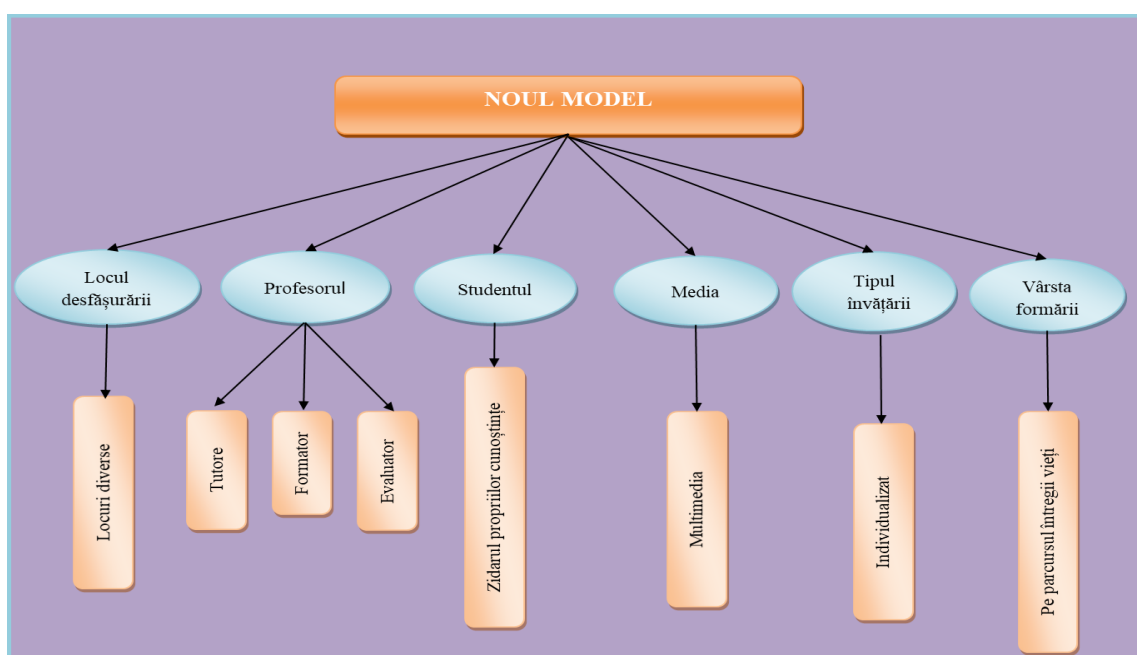 NOUL MODEL
Locul
desfășurării
Profesorul
Studentul
Media
Tipul
învățării
Vârsta
formării
Locuri diverse
Tutore
Formator
Evaluator
Zidarul propriilor cunoștințe
Multimedia
Individualizat
Pe parcursul întregii vieți